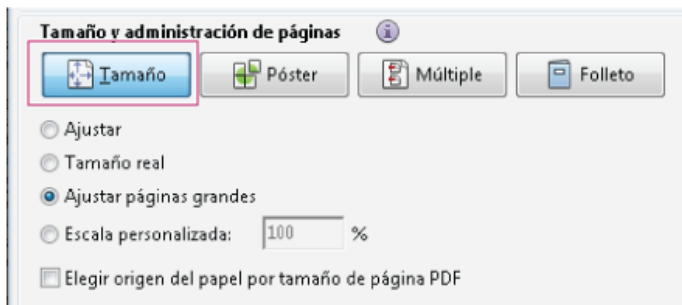 Tamaño y administración de páginas
Tamaño Póster Múltiple Folleto
Ajustar
Tamaño real
Ajustar páginas grandes
Escala personalizada: 100 %
Elegir origen del papel por tamaño de página PDF